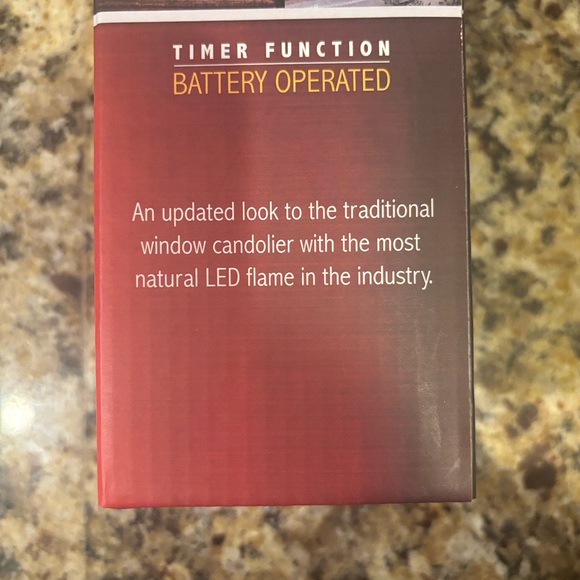 TIMER FUNCTION
BATTERY OPERATED
An updated look to the traditional
window candolier with the most
natural LED flame in the industry.